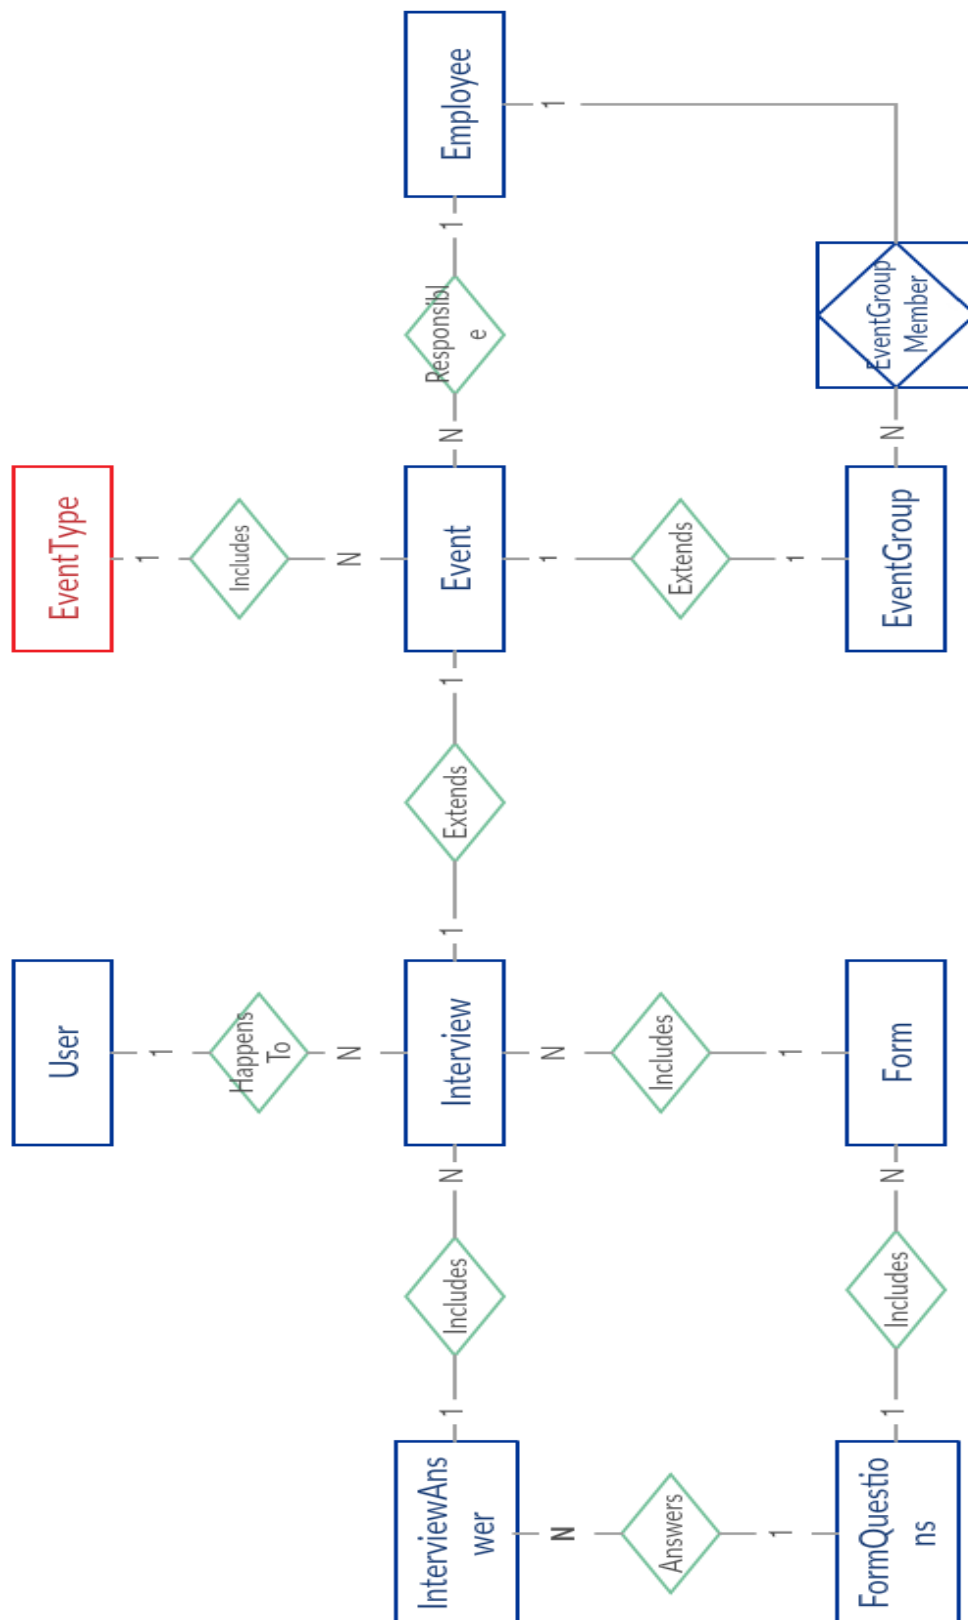 User
EventType
1
1
Happens
To
Includes
N
N
InterviewAns
wer
1
Includes
N
Interview
1
Extends
1
Event
N
Responsibl
e
1
Employee
N
N
1
1
Answers
Includes
Extends
1
1
1
FormQuestio
ns
1
Includes
N
Form
EventGroup
N
EventGroup
Member